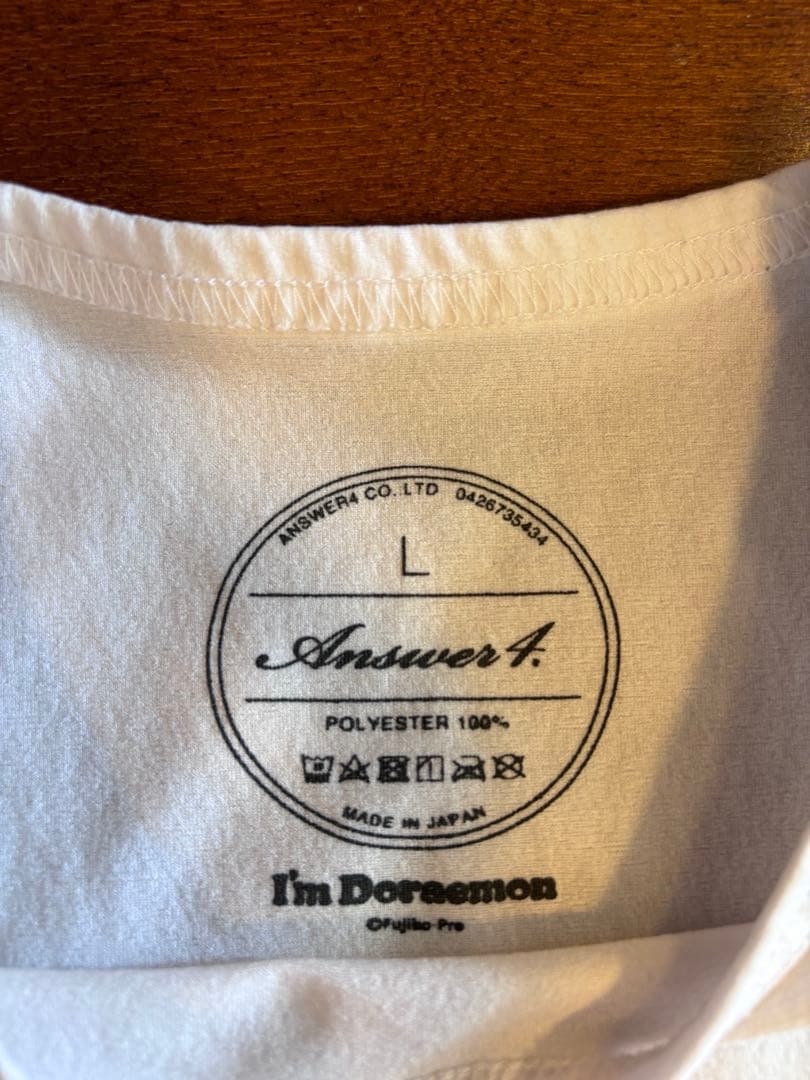 ANSWER4 CO.,LTD 0426735434
L
Answer4.
POLYESTER 100%
MADE IN JAPAN
I'm Doraemon
©Fujiko-Pro